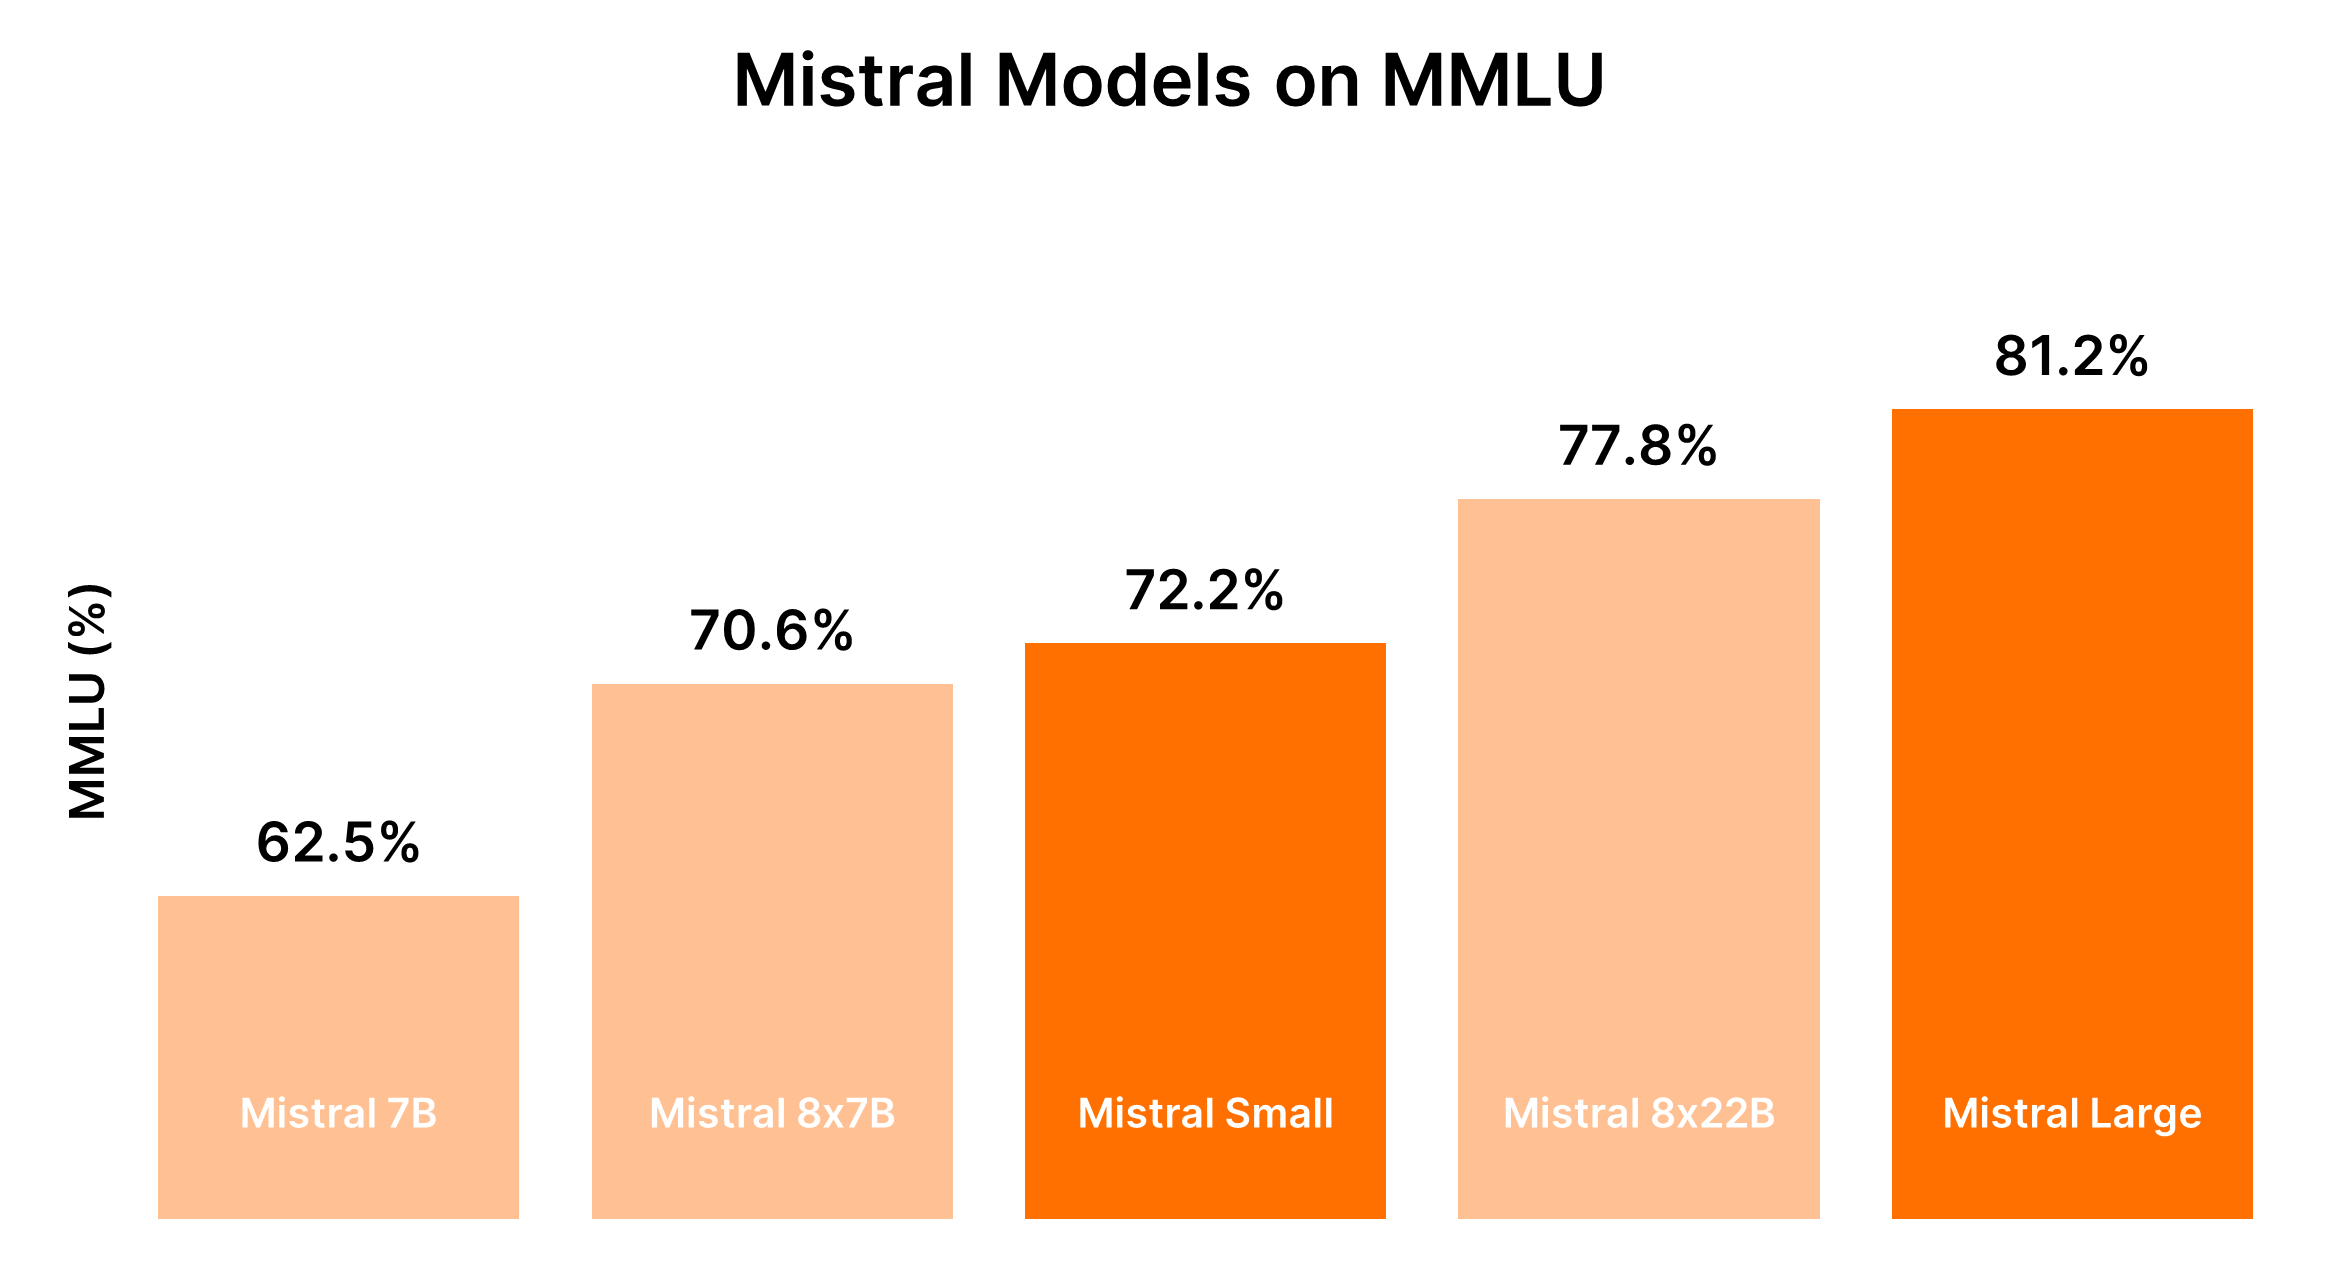 Mistral Models on MMLU
MMLU (%)
62.5%
70.6%
72.2%
77.8%
81.2%
Mistral 7B
Mistral 8x7B
Mistral Small
Mistral 8x22B
Mistral Large